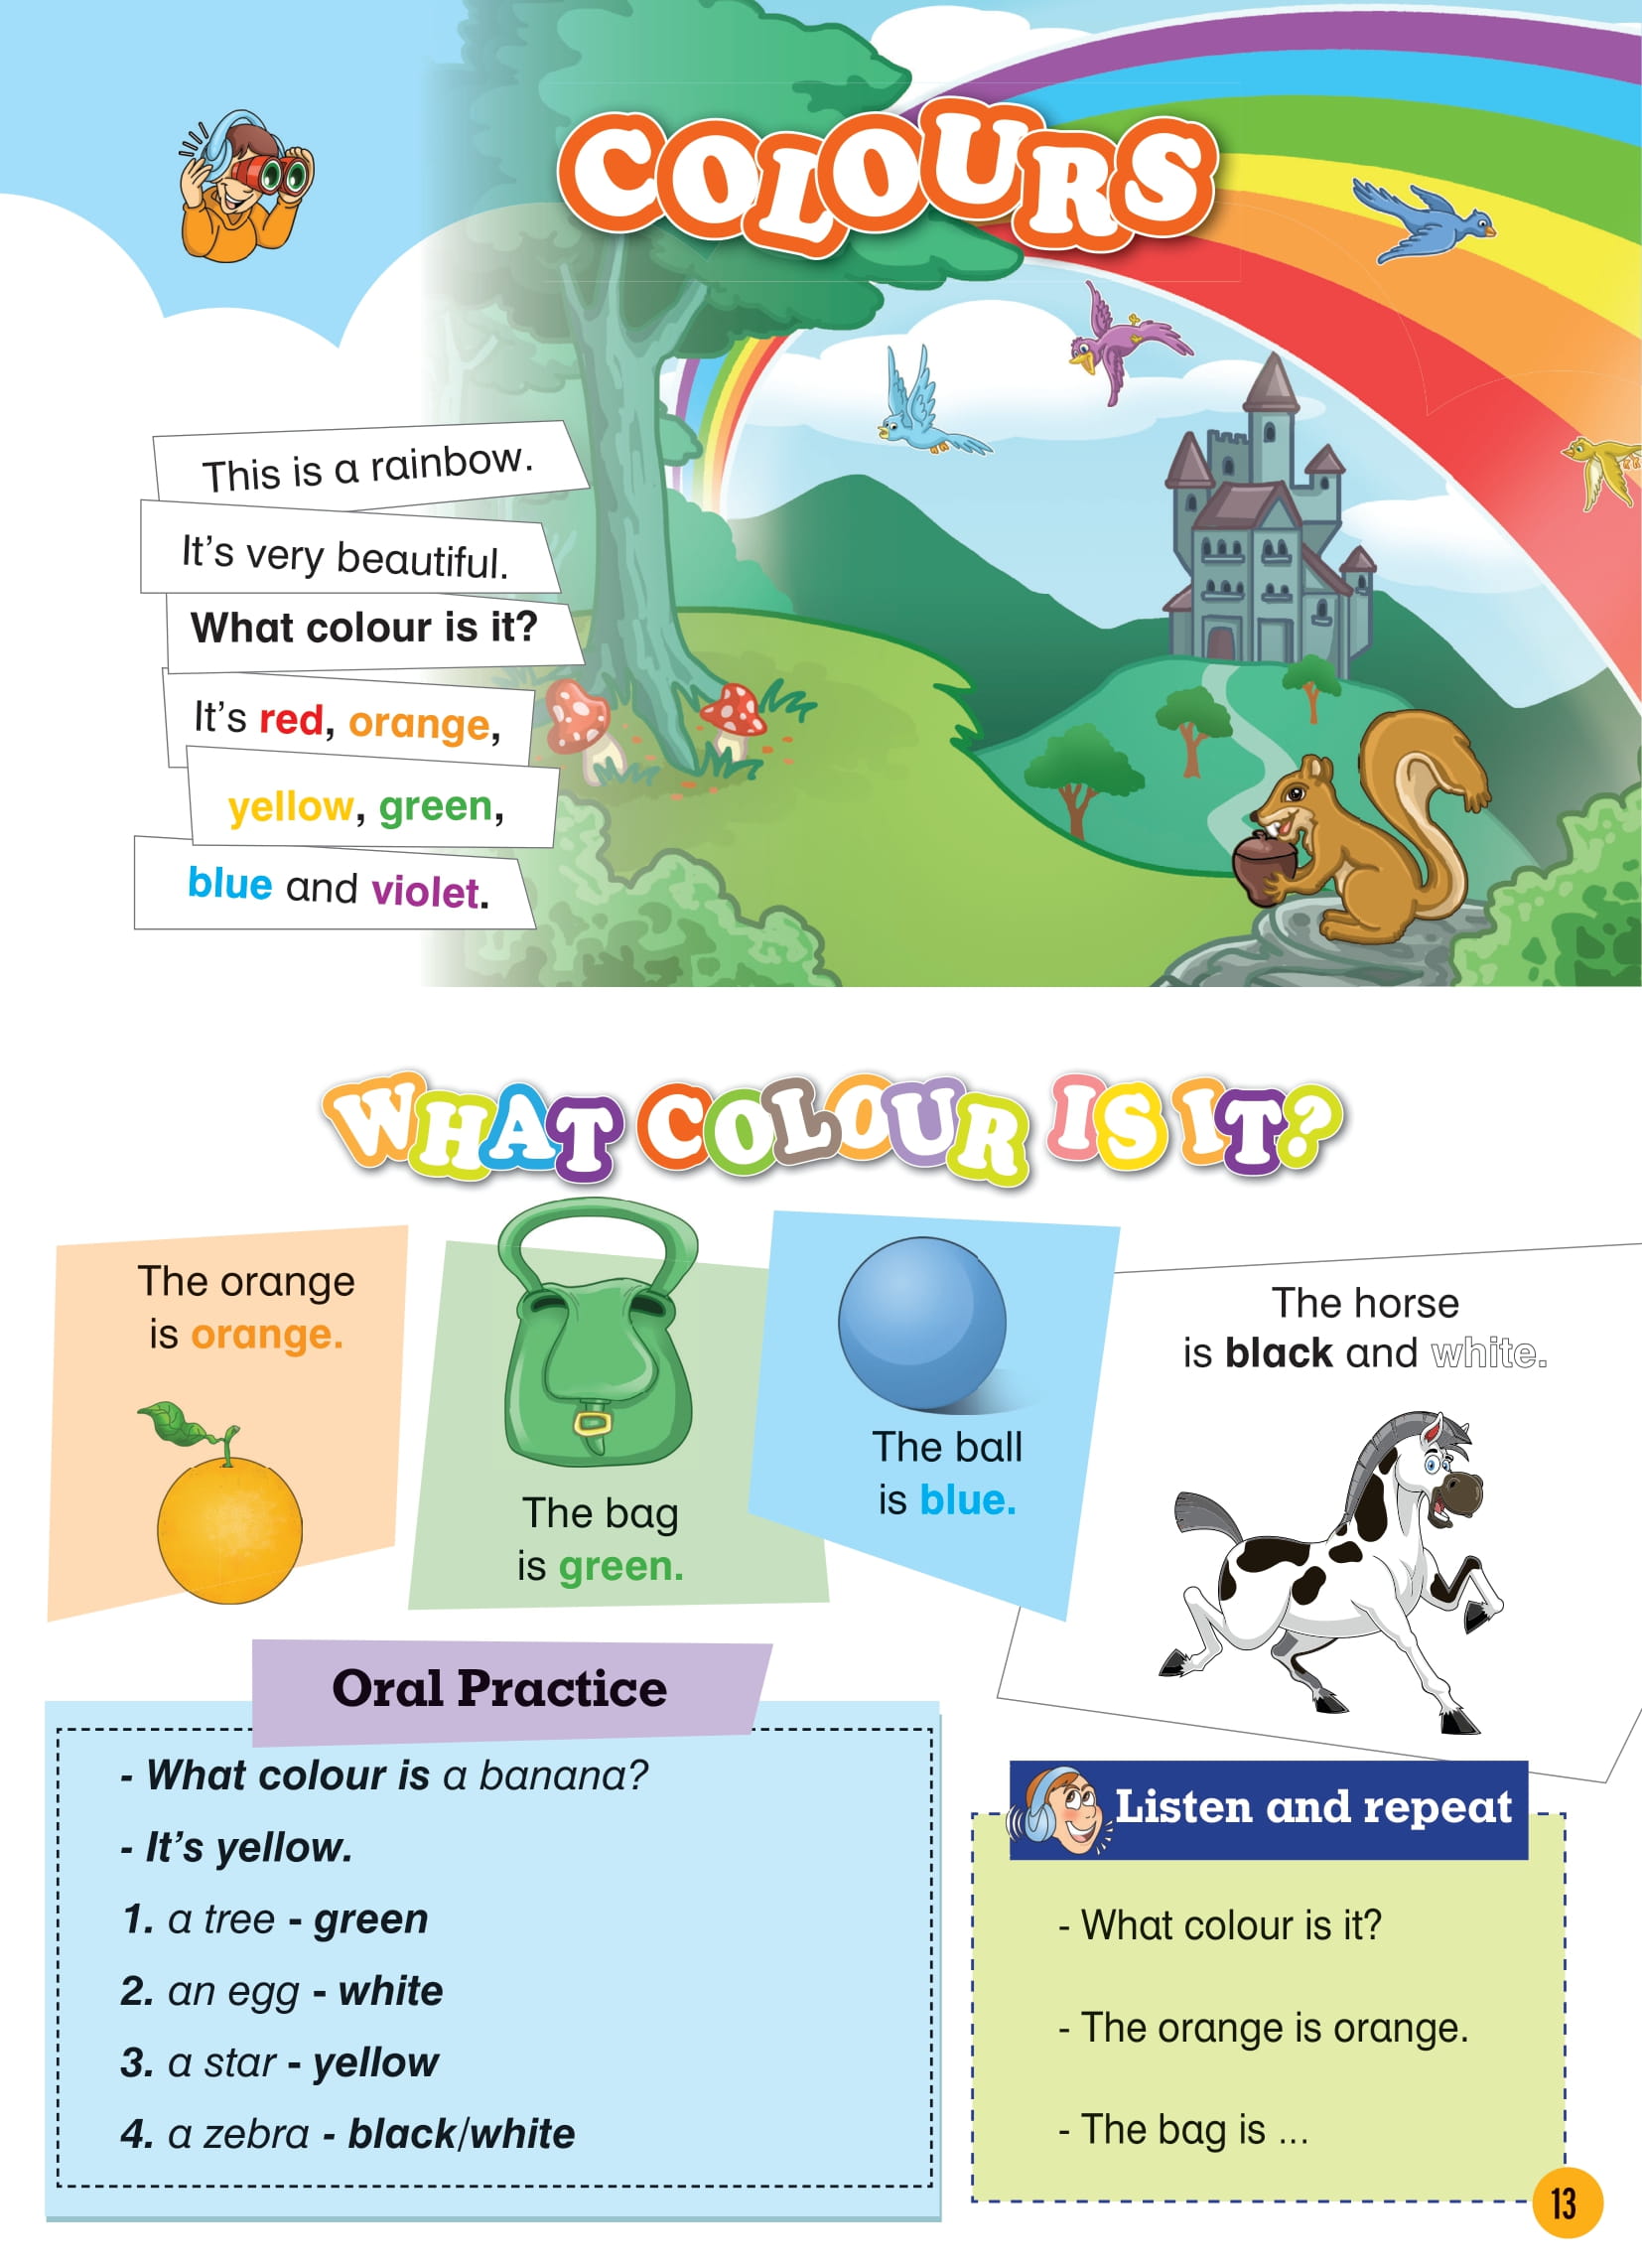 COLOURS
This is a rainbow.
It's very beautiful.
What colour is it?
It's red, orange,
yellow, green,
blue and violet.
WHAT COLOUR IS IT?
The orange
is orange.
The bag
is green.
The ball
is blue.
The horse
is black and white.
Oral Practice
- What colour is a banana?
- It's yellow.
1. a tree - green
2. an egg - white
3. a star - yellow
4. a zebra - black/white
Listen and repeat
- What colour is it?
- The orange is orange.
- The bag is ...
13